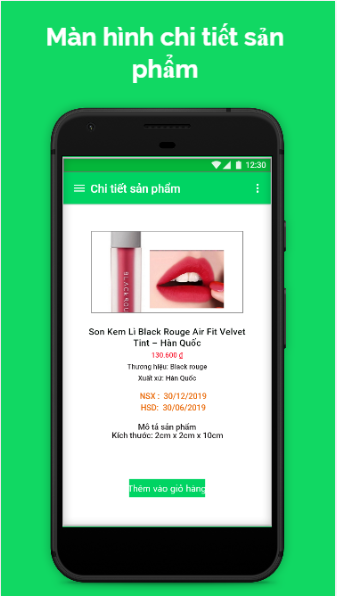 Màn hình chi tiết sản
phẩm
12:30
Chi tiết sản phẩm
BLACK ROU
Son Kem Lì Black Rouge Air Fit Velvet
Tint – Hàn Quốc
130.600 ₫
Thương hiệu: Black rouge
Xuất xứ: Hàn Quốc
NSX : 30/12/2019
HSD: 30/06/2019
Mô tả sản phẩm
Kích thước: 2cm x 2cm x 10cm
Thêm vào giỏ hàng